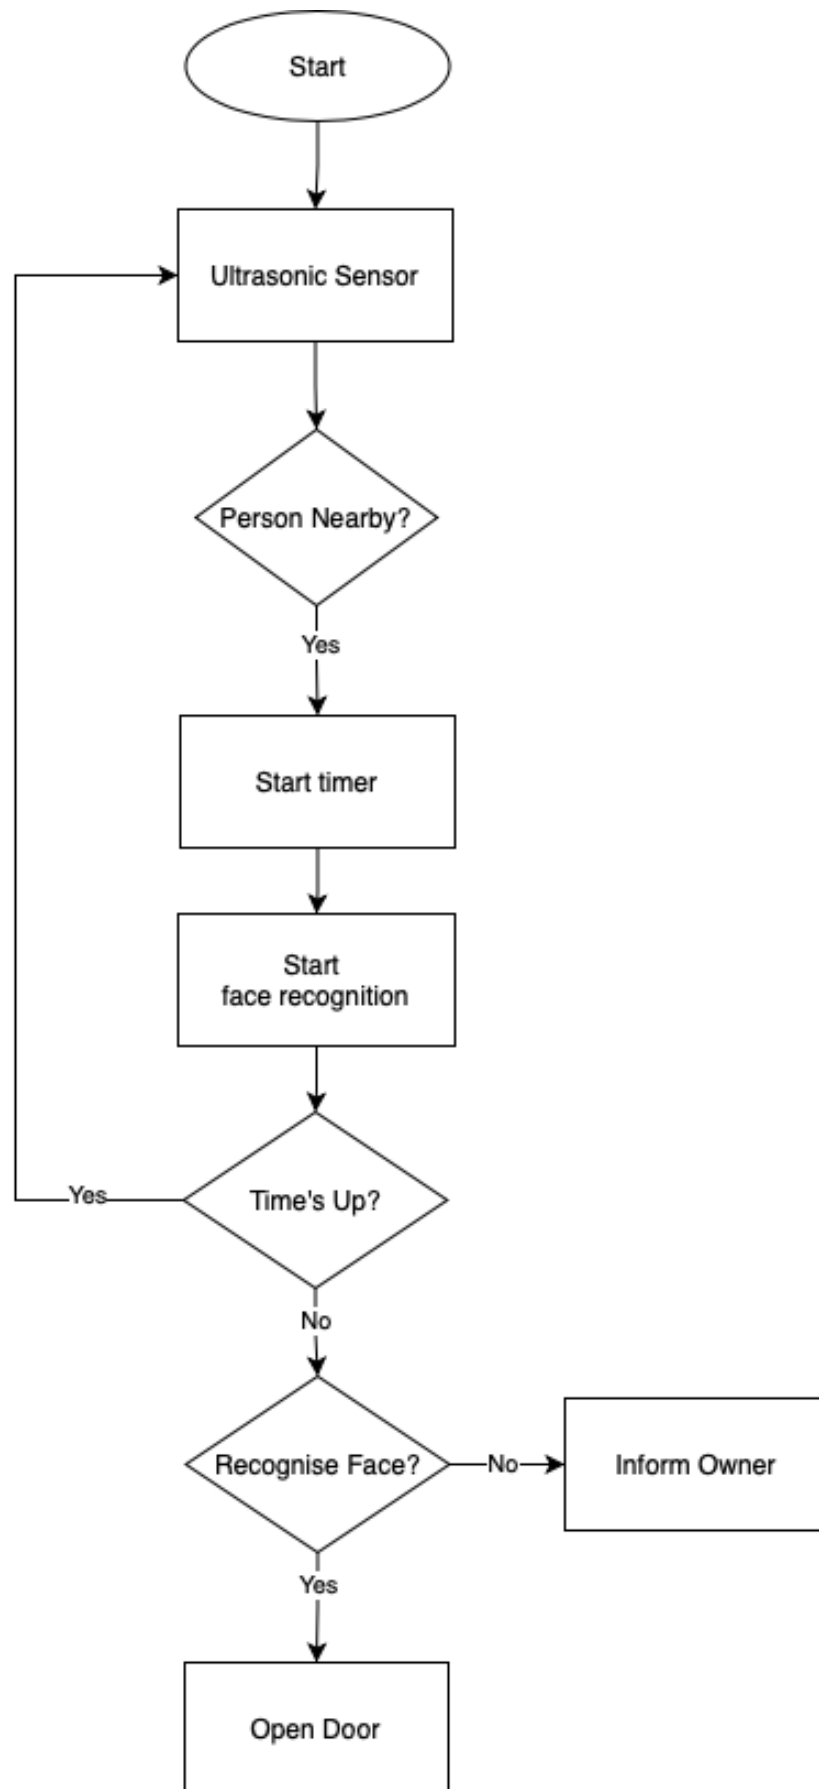 Start
Ultrasonic Sensor
Person Nearby?
Yes
Start timer
Start
face recognition
Time's Up?
Yes
No
Recognise Face?
No
Inform Owner
Yes
Open Door